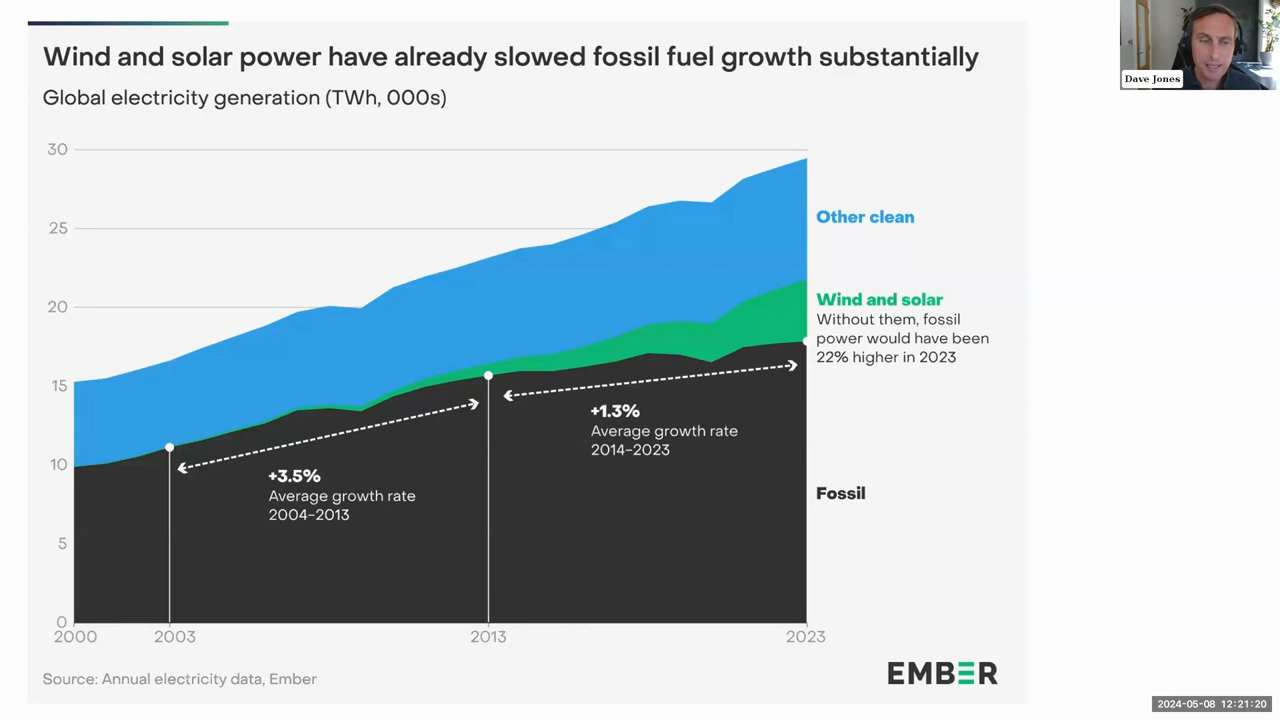 Wind and solar power have already slowed fossil fuel growth substantially
Global electricity generation (TWh, 000s)
Dave Jones
30
25
20
15
10
5
0
Other clean
Wind and solar
Without them, fossil
power would have been
22% higher in 2023
Fossil
+3.5%
Average growth rate
2004–2013
+1.3%
Average growth rate
2014–2023
2000
2003
2013
2023
Source: Annual electricity data, Ember
EMBER
2024-05-08 12:21:20